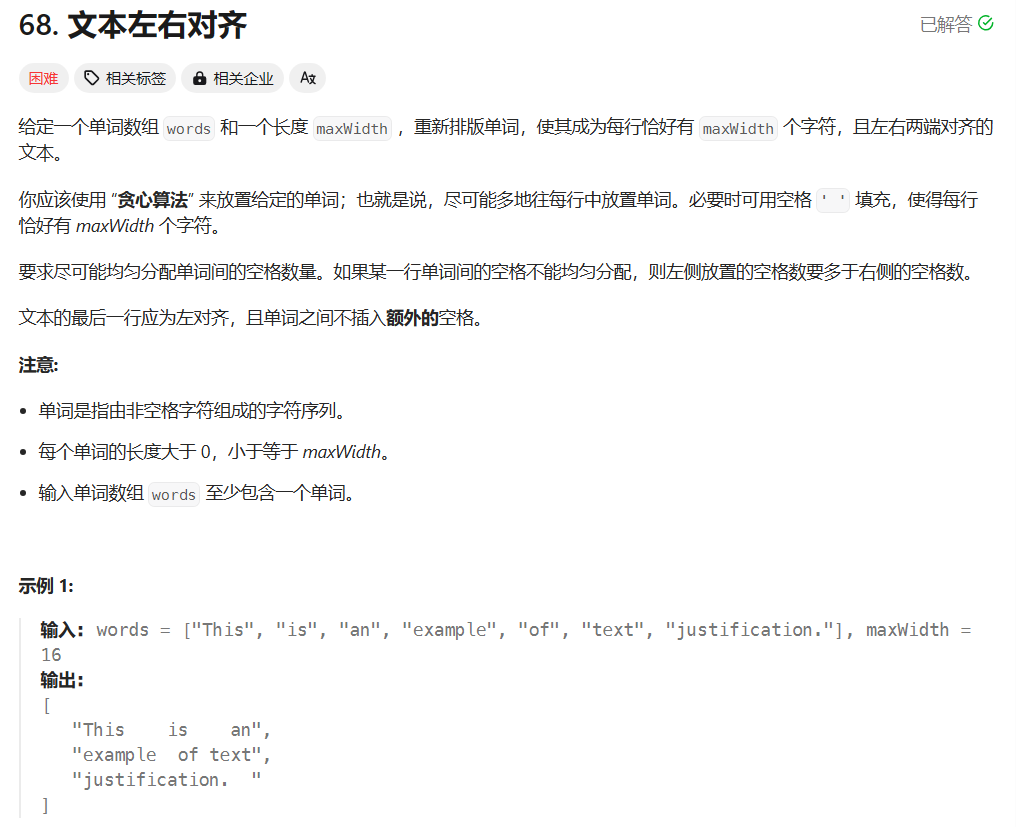 68. 文本左右对齐
已解答
困难 相关标签 相关企业 Aあ
给定一个单词数组 words 和一个长度 maxWidth ，重新排版单词，使其成为每行恰好有 maxWidth 个字符，且左右两端对齐的
文本。
你应该使用 “贪心算法” 来放置给定的单词；也就是说，尽可能多地往每行中放置单词。必要时可用空格 ' ' 填充，使得每行
恰好有 maxWidth 个字符。
要求尽可能均匀分配单词间的空格数量。如果某一行单词间的空格不能均匀分配，则左侧放置的空格数要多于右侧的空格数。
文本的最后一行应为左对齐，且单词之间不插入额外的空格。
注意:
• 单词是指由非空格字符组成的字符序列。
• 每个单词的长度大于 0，小于等于 maxWidth。
• 输入单词数组 words 至少包含一个单词。
示例 1:
输入: words = ["This", "is", "an", "example", "of", "text", "justification."], maxWidth =
16
输出:
[
   "This    is    an",
   "example  of text",
   "justification.  "
]